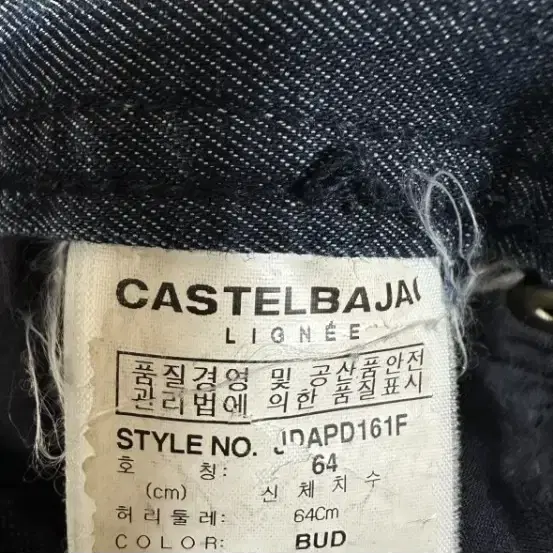 CASTELBAJAC
LIGNÉE
품질경영 및 공산품안전
관리법에 의한 품질표시
STYLE NO. JDAPD161F
호 칭: 64
(cm) 신체치수
허리둘레: 64Cm
COLOR: BUD